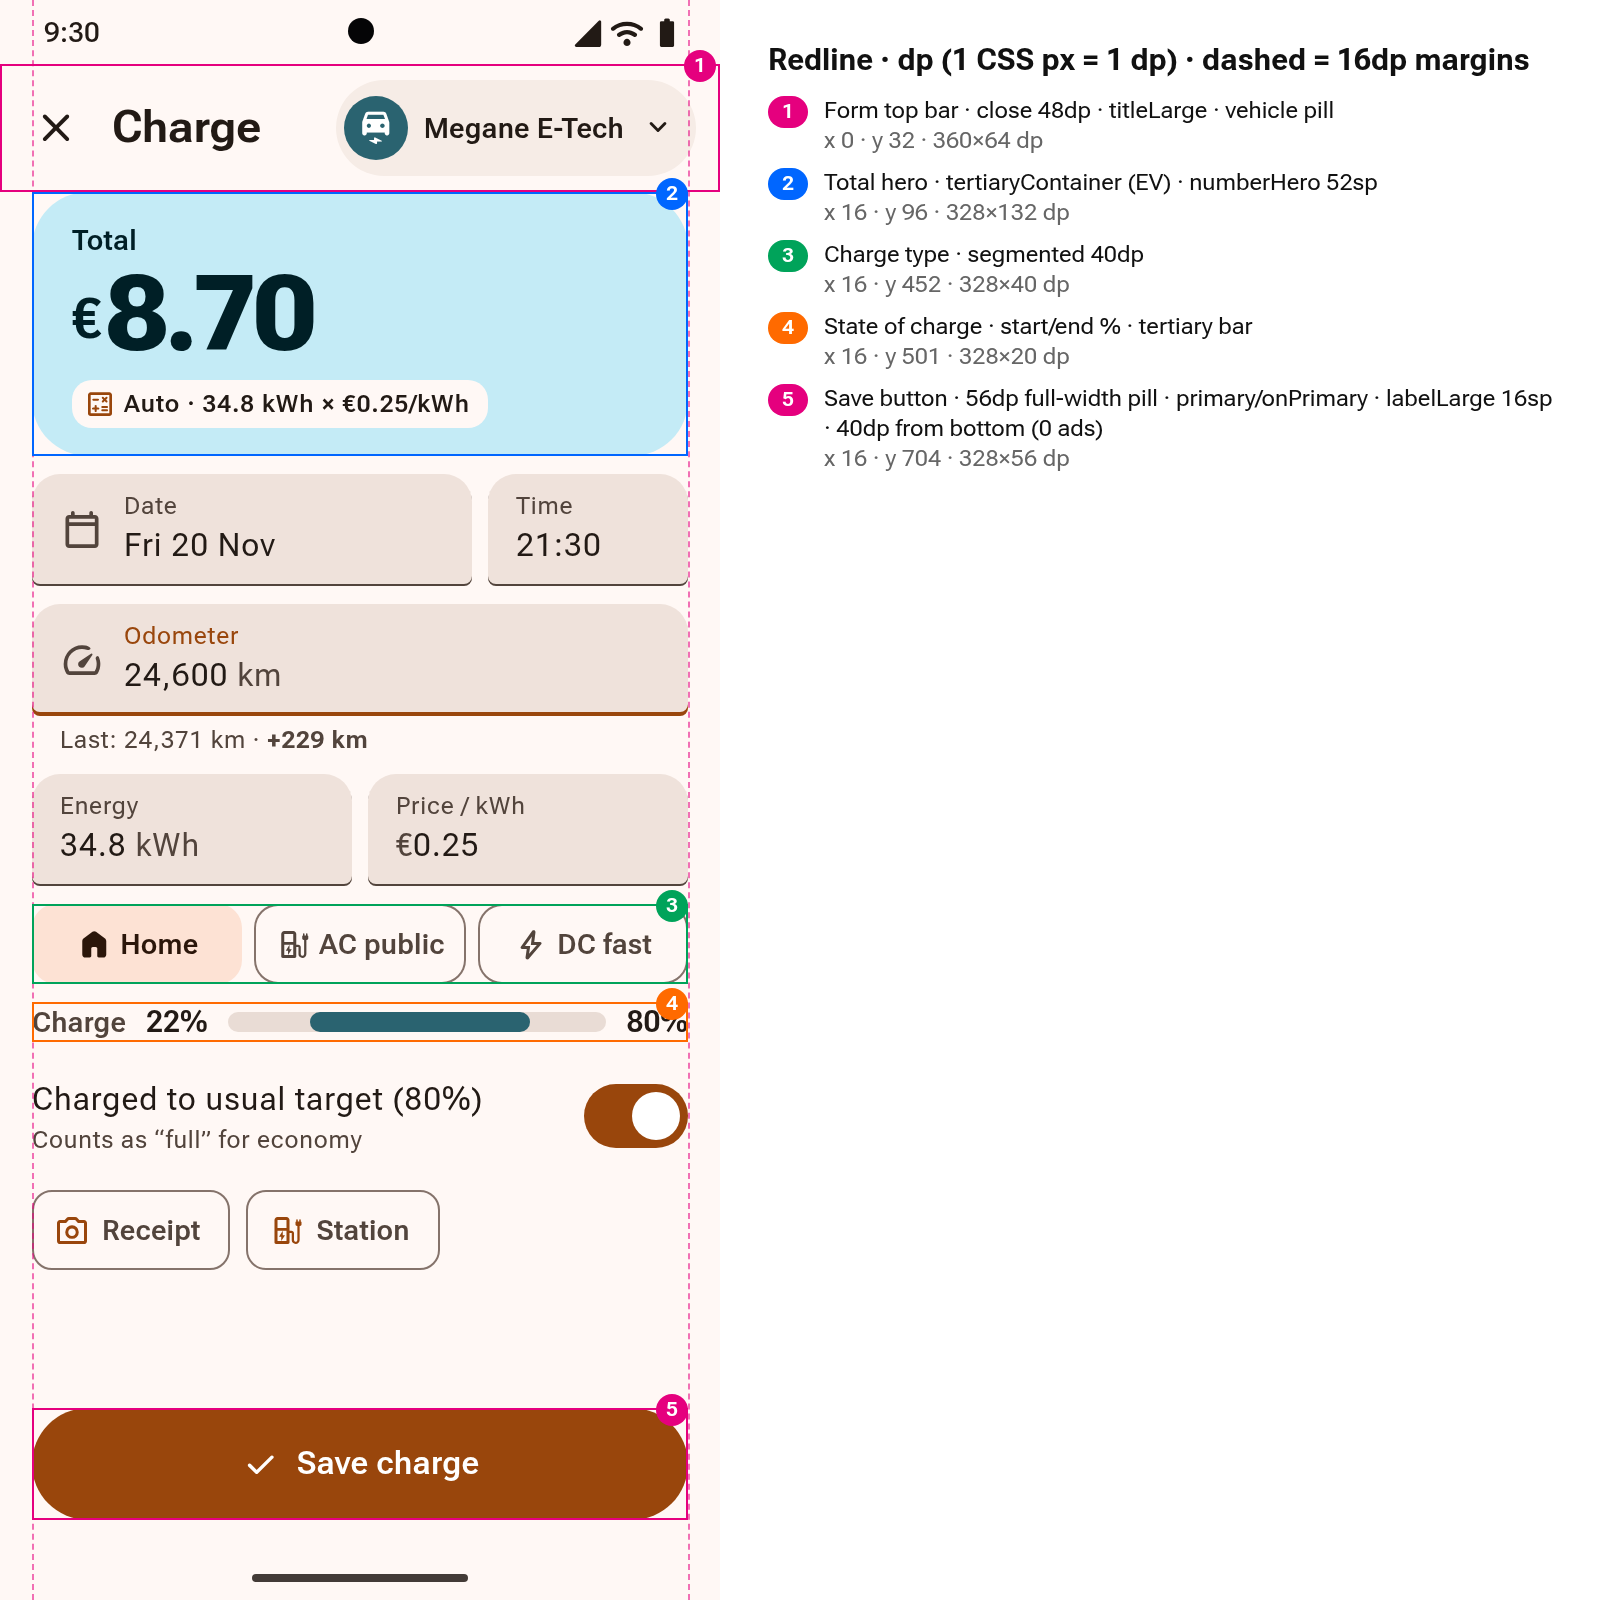 9:30
1
Charge
Megane E-Tech
2
Total
€8.70
Auto · 34.8 kWh × €0.25/kWh
Date
Fri 20 Nov
Time
21:30
Odometer
24,600 km
Last: 24,371 km · +229 km
Energy
34.8 kWh
Price / kWh
€0.25
3
Home
AC public
DC fast
4
Charge 22%
80%
Charged to usual target (80%)
Counts as “full” for economy
Receipt
Station
5
Save charge
Redline · dp (1 CSS px = 1 dp) · dashed = 16dp margins
1 Form top bar · close 48dp · titleLarge · vehicle pill
x 0 · y 32 · 360×64 dp
2 Total hero · tertiaryContainer (EV) · numberHero 52sp
x 16 · y 96 · 328×132 dp
3 Charge type · segmented 40dp
x 16 · y 452 · 328×40 dp
4 State of charge · start/end % · tertiary bar
x 16 · y 501 · 328×20 dp
5 Save button · 56dp full-width pill · primary/onPrimary · labelLarge 16sp
· 40dp from bottom (0 ads)
x 16 · y 704 · 328×56 dp